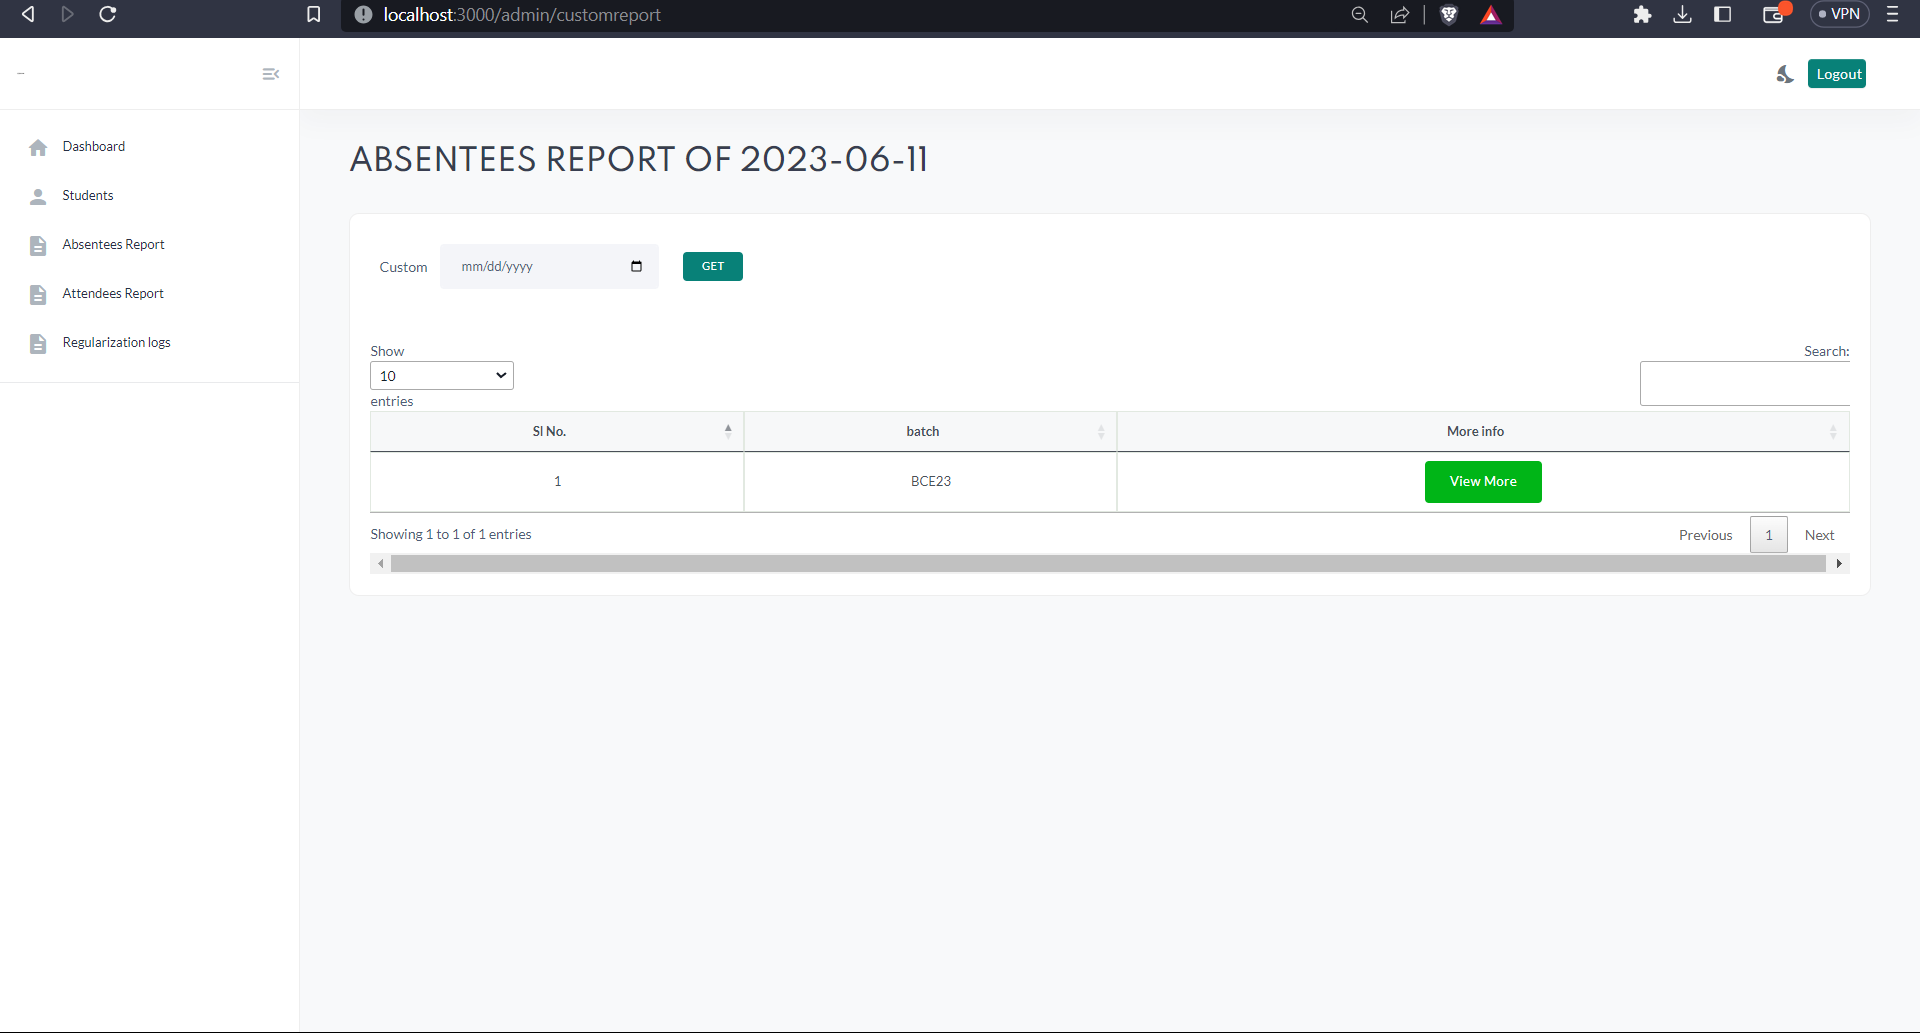 localhost:3000/admin/customreport
VPN
--
Logout
Dashboard
Students
Absentees Report
Attendees Report
Regularization logs
ABSENTEES REPORT OF 2023-06-11
Custom mm/dd/yyyy GET
Show
10
entries
Search:
Sl No. batch More info
1 BCE23 View More
Showing 1 to 1 of 1 entries
Previous 1 Next